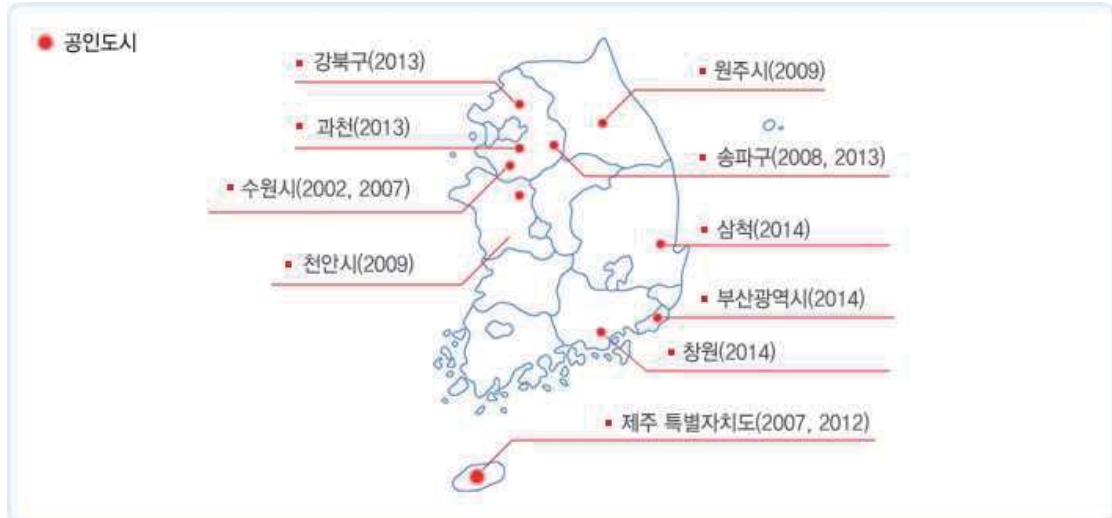 공인도시
강북구(2013)
원주시(2009)
과천(2013)
송파구(2008, 2013)
수원시(2002, 2007)
삼척(2014)
천안시(2009)
부산광역시(2014)
창원(2014)
제주 특별자치도(2007, 2012)